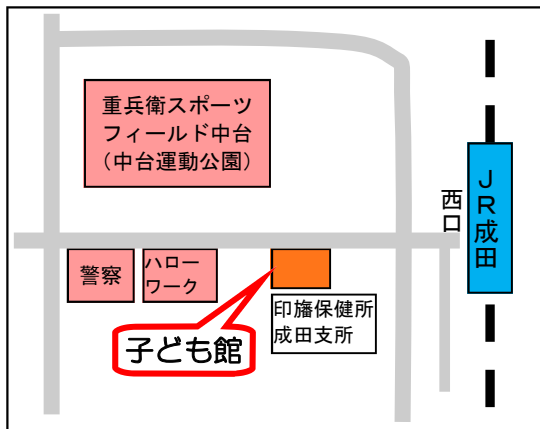 重兵衛スポーツ
フィールド中台
（中台運動公園）
西口
ＪＲ成田
警察
ハロー
ワーク
印旛保健所
成田支所
子ども館